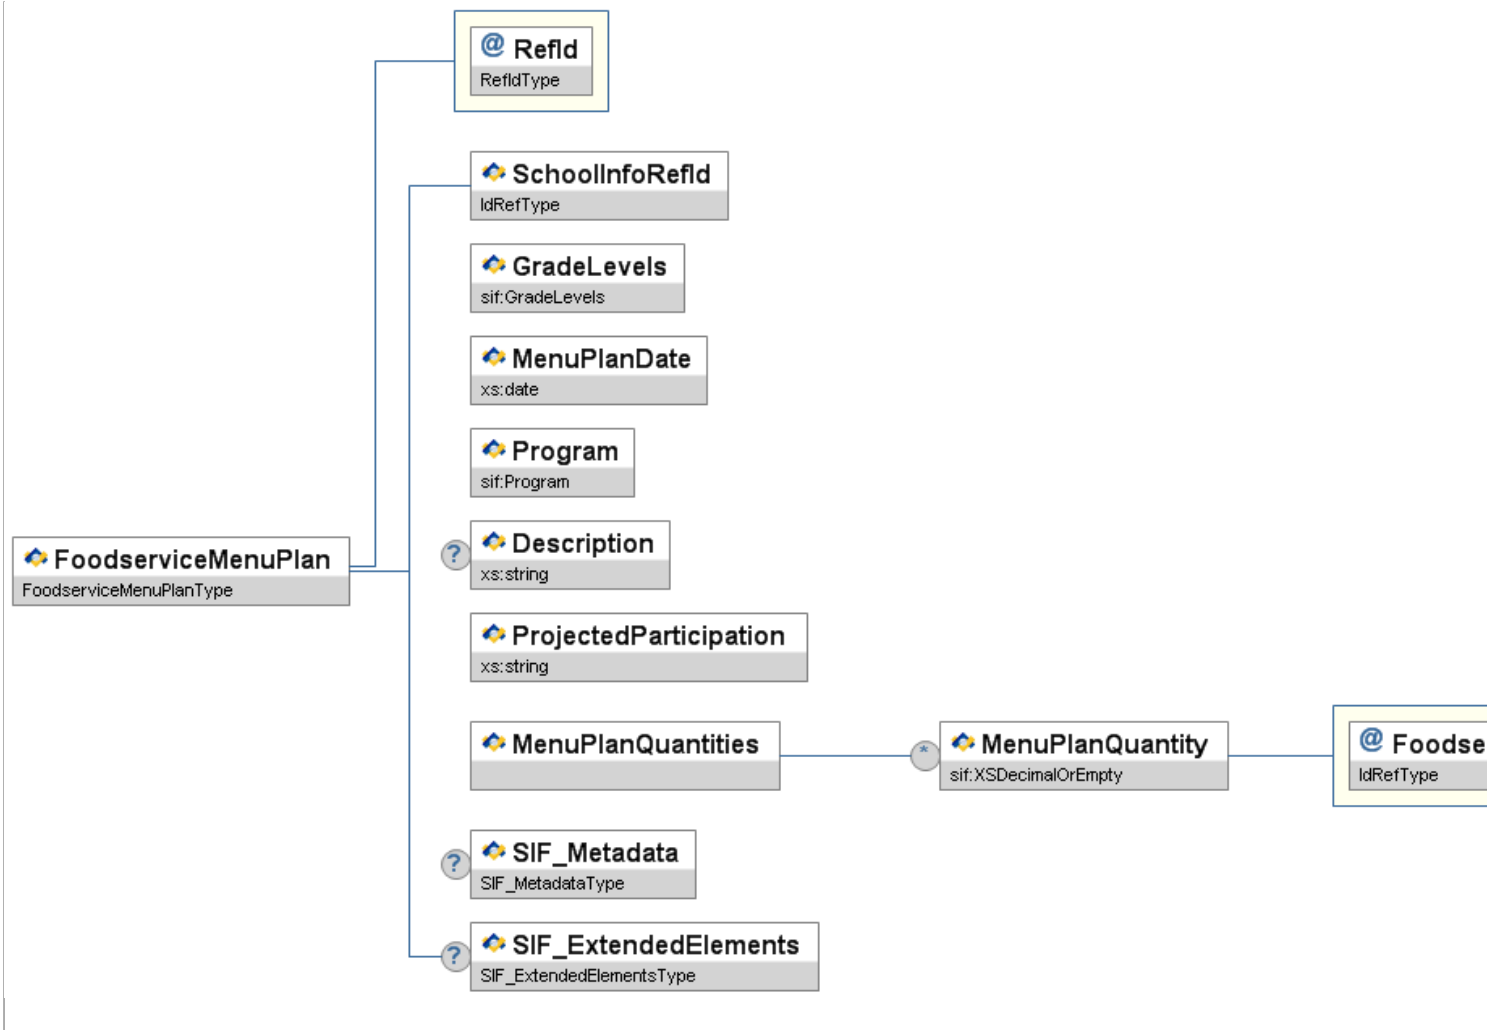 @ RefId
RefIdType
SchoolInfoRefId
IdRefType
GradeLevels
sif:GradeLevels
MenuPlanDate
xs:date
Program
sif:Program
FoodserviceMenuPlan
FoodserviceMenuPlanType
? Description
xs:string
ProjectedParticipation
xs:string
MenuPlanQuantities
* MenuPlanQuantity
sif:XSDecimalOrEmpty
@ Foodse
IdRefType
? SIF_Metadata
SIF_MetadataType
? SIF_ExtendedElements
SIF_ExtendedElementsType